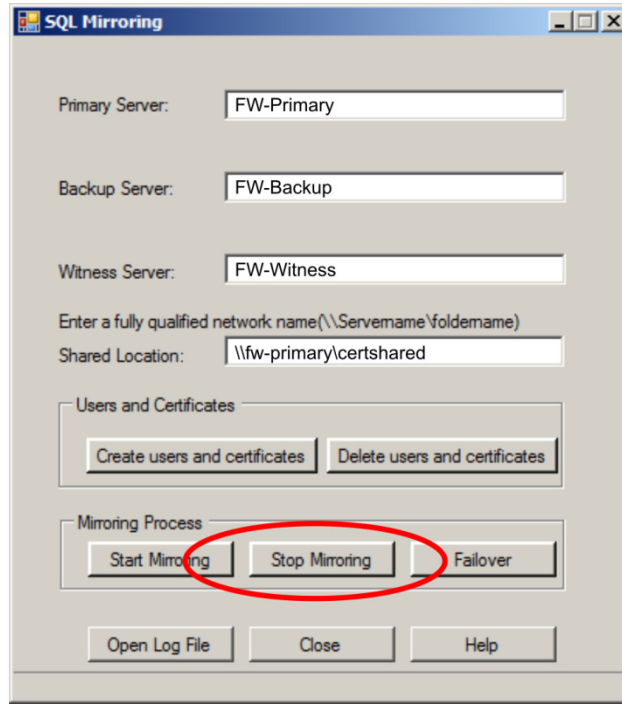 SQL Mirroring
Primary Server: FW-Primary
Backup Server: FW-Backup
Witness Server: FW-Witness
Enter a fully qualified network name(\\Servername\foldername)
Shared Location: \\fw-primary\certshared
Users and Certificates
Create users and certificates Delete users and certificates
Mirroring Process
Start Mirroring Stop Mirroring Failover
Open Log File Close Help